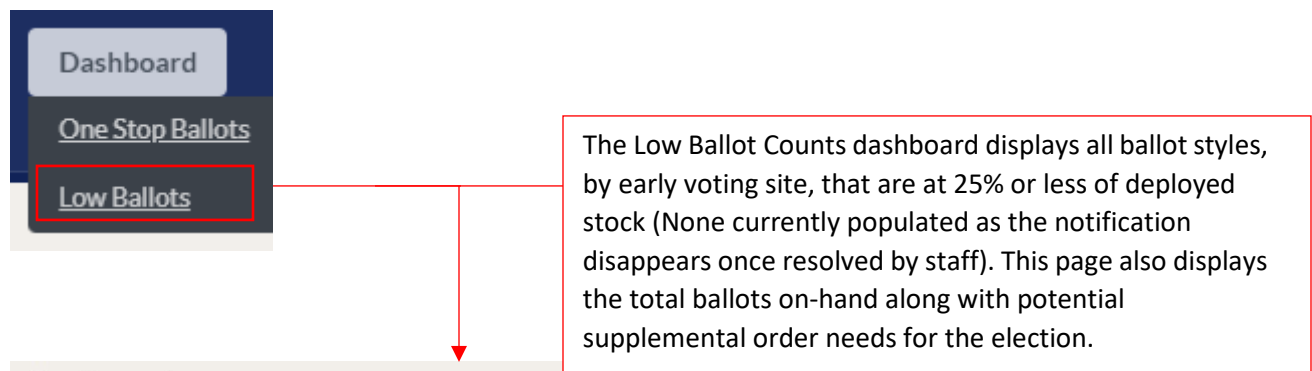 Dashboard
One Stop Ballots
Low Ballots
The Low Ballot Counts dashboard displays all ballot styles,
by early voting site, that are at 25% or less of deployed
stock (None currently populated as the notification
disappears once resolved by staff). This page also displays
the total ballots on-hand along with potential
supplemental order needs for the election.